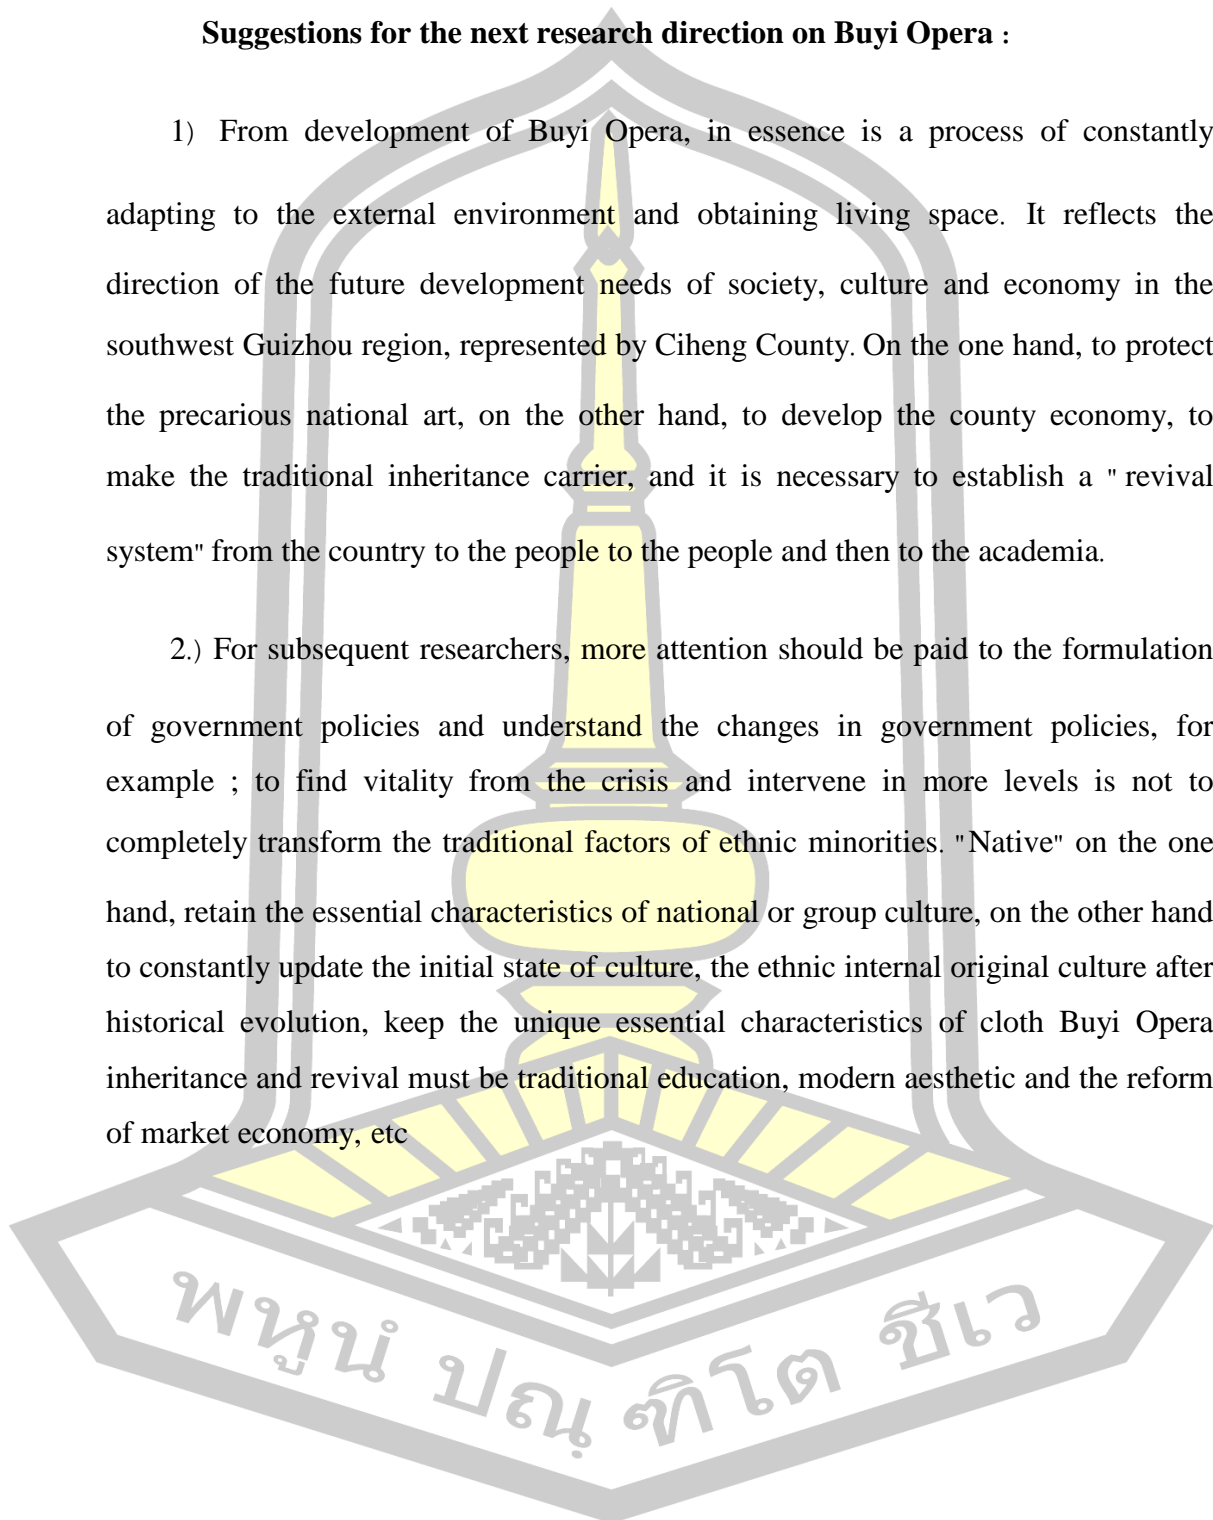 Suggestions for the next research direction on Buyi Opera :
1) From development of Buyi Opera, in essence is a process of constantly
adapting to the external environment and obtaining living space. It reflects the
direction of the future development needs of society, culture and economy in the
southwest Guizhou region, represented by Ciheng County. On the one hand, to protect
the precarious national art, on the other hand, to develop the county economy, to
make the traditional inheritance carrier, and it is necessary to establish a " revival
system" from the country to the people to the people and then to the academia.
2.) For subsequent researchers, more attention should be paid to the formulation
of government policies and understand the changes in government policies, for
example ; to find vitality from the crisis and intervene in more levels is not to
completely transform the traditional factors of ethnic minorities. "Native" on the one
hand, retain the essential characteristics of national or group culture, on the other hand
to constantly update the initial state of culture, the ethnic internal original culture after
historical evolution, keep the unique essential characteristics of cloth Buyi Opera
inheritance and revival must be traditional education, modern aesthetic and the reform
of market economy, etc
พหูนํ ปณฺ ฑิโต ชีเว